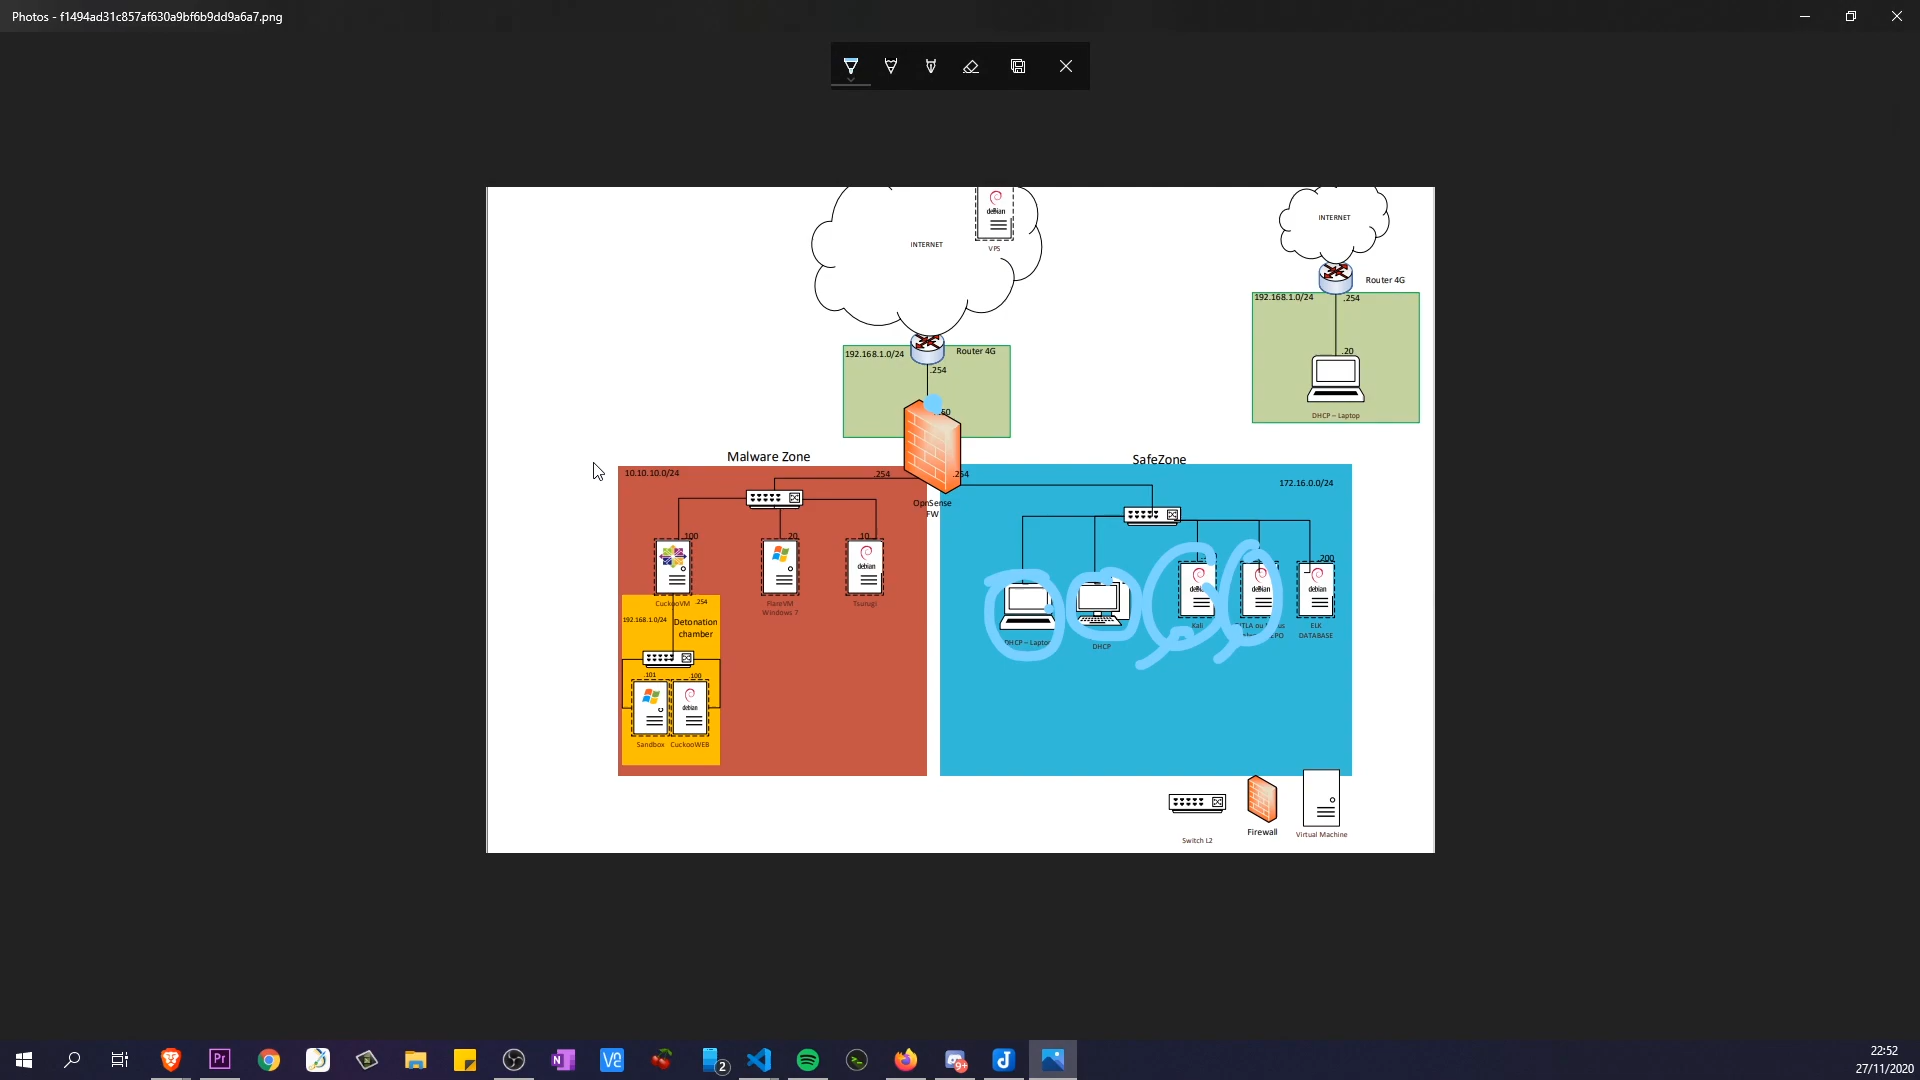 Photos - f1494ad31c857af630a9bf6b9dd9a6a7.png
debian
VPS
INTERNET
INTERNET
Router 4G
192.168.1.0/24
.254
.20
DHCP – Laptop
192.168.1.0/24
Router 4G
.254
Malware Zone
SafeZone
10.10.10.0/24
.254
.254
172.16.0.0/24
OpnSense
FW
.100
.20
.10
.200
debian
debian
debian
debian
CuckooVM
.254
FlareVM
Windows 7
Tsurugi
192.168.1.0/24
Detonation
chamber
DHCP – Laptop
DHCP
Kali
ELK
DATABASE
.101
.100
debian
Sandbox
CuckooWEB
Switch L2
Firewall
Virtual Machine
Pr
N
2
9+
22:52
27/11/2020